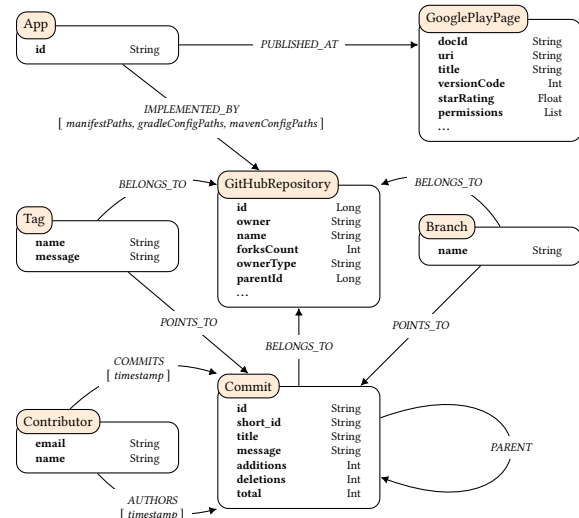 App
id String
PUBLISHED_AT
GooglePlayPage
docId String
uri String
title String
versionCode Int
starRating Float
permissions List
...
IMPLEMENTED_BY
[ manifestPaths, gradleConfigPaths, mavenConfigPaths ]
BELONGS_TO
GitHubRepository
id Long
owner String
name String
forksCount Int
ownerType String
parentId Long
...
BELONGS_TO
Tag
name String
message String
Branch
name String
POINTS_TO
BELONGS_TO
POINTS_TO
COMMITS
[ timestamp ]
Commit
id String
short_id String
title String
message String
additions Int
deletions Int
total Int
PARENT
Contributor
email String
name String
AUTHORS
[ timestamp ]